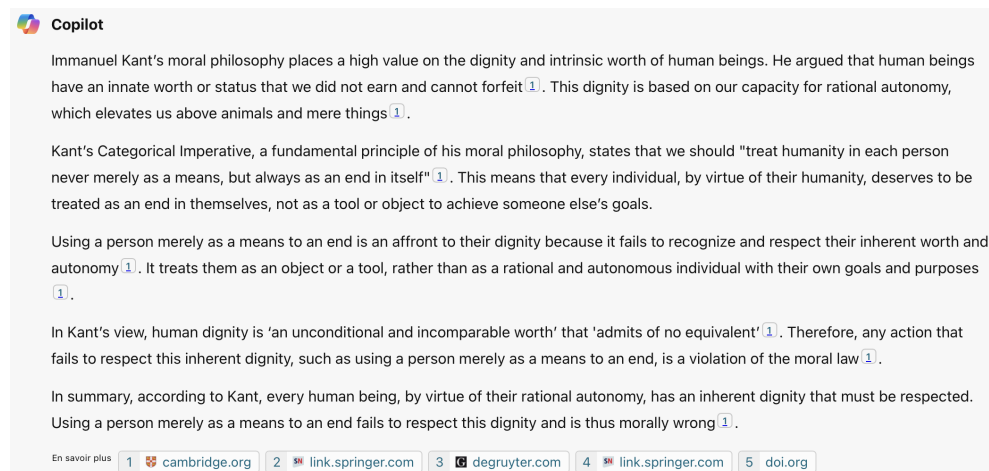 Copilot
Immanuel Kant’s moral philosophy places a high value on the dignity and intrinsic worth of human beings. He argued that human beings
have an innate worth or status that we did not earn and cannot forfeit 1 . This dignity is based on our capacity for rational autonomy,
which elevates us above animals and mere things 1 .
Kant’s Categorical Imperative, a fundamental principle of his moral philosophy, states that we should "treat humanity in each person
never merely as a means, but always as an end in itself" 1 . This means that every individual, by virtue of their humanity, deserves to be
treated as an end in themselves, not as a tool or object to achieve someone else’s goals.
Using a person merely as a means to an end is an affront to their dignity because it fails to recognize and respect their inherent worth and
autonomy 1 . It treats them as an object or a tool, rather than as a rational and autonomous individual with their own goals and purposes
1 .
In Kant’s view, human dignity is ‘an unconditional and incomparable worth’ that 'admits of no equivalent’ 1 . Therefore, any action that
fails to respect this inherent dignity, such as using a person merely as a means to an end, is a violation of the moral law 1 .
In summary, according to Kant, every human being, by virtue of their rational autonomy, has an inherent dignity that must be respected.
Using a person merely as a means to an end fails to respect this dignity and is thus morally wrong 1 .
En savoir plus 1 cambridge.org 2 SN link.springer.com 3 G degruyter.com 4 SN link.springer.com 5 doi.org